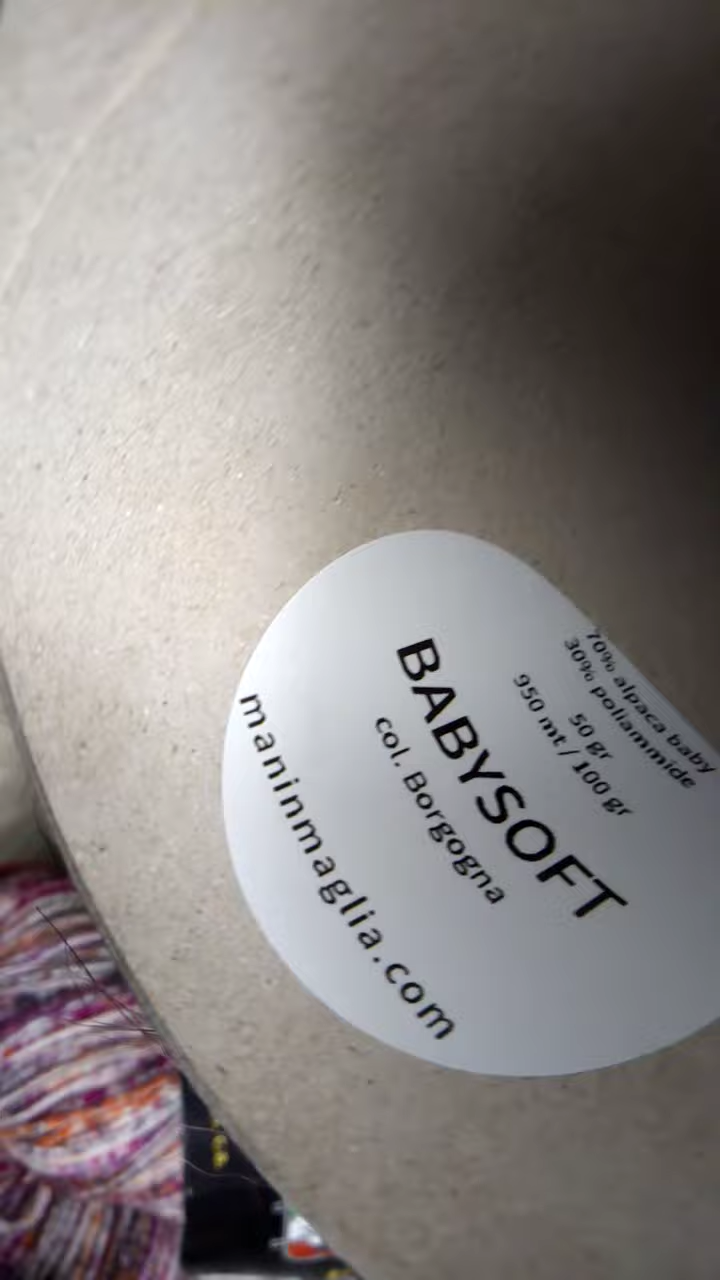 70% alpaca baby
30% poliammide
50 gr
950 mt / 100 gr
BABYSOFT
col. Borgogna
maninmaglia.com